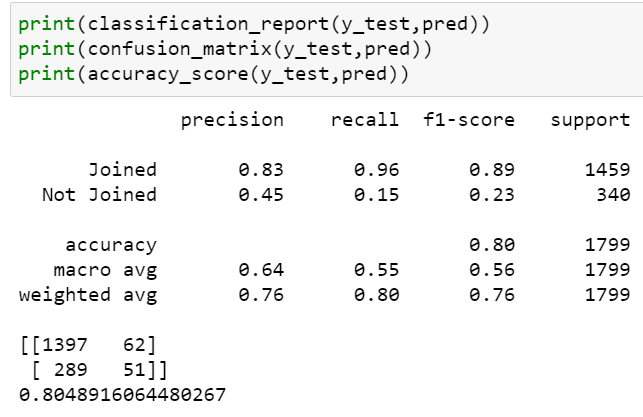 print(classification_report(y_test,pred))
print(confusion_matrix(y_test,pred))
print(accuracy_score(y_test,pred))
precision recall f1-score support
Joined 0.83 0.96 0.89 1459
Not Joined 0.45 0.15 0.23 340
accuracy 0.80 1799
macro avg 0.64 0.55 0.56 1799
weighted avg 0.76 0.80 0.76 1799
[[1397 62]
[ 289 51]]
0.8048916064480267